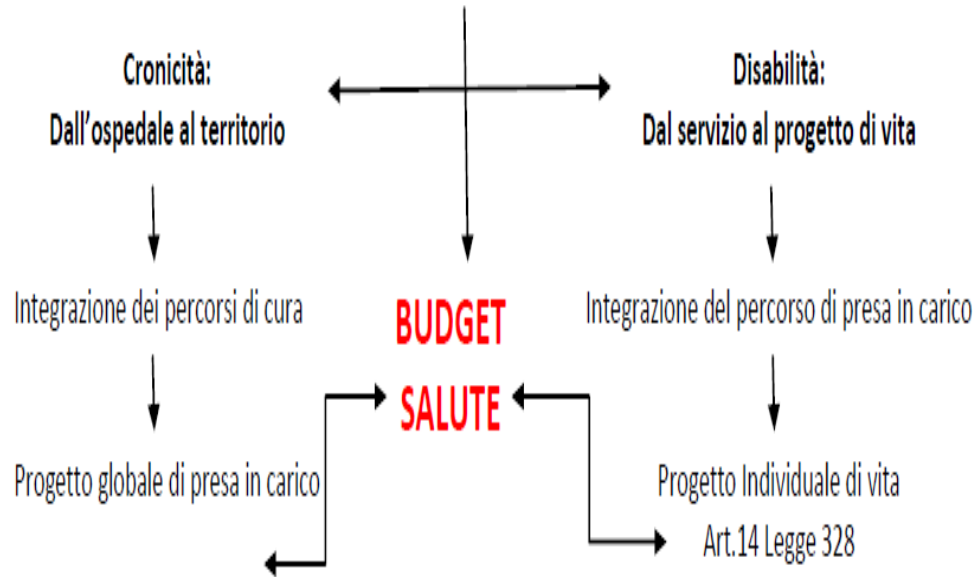 Cronicità:
Dall'ospedale al territorio
Disabilità:
Dal servizio al progetto di vita
Integrazione dei percorsi di cura
BUDGET
SALUTE
Integrazione del percorso di presa in carico
Progetto globale di presa in carico
Progetto Individuale di vita
Art.14 Legge 328